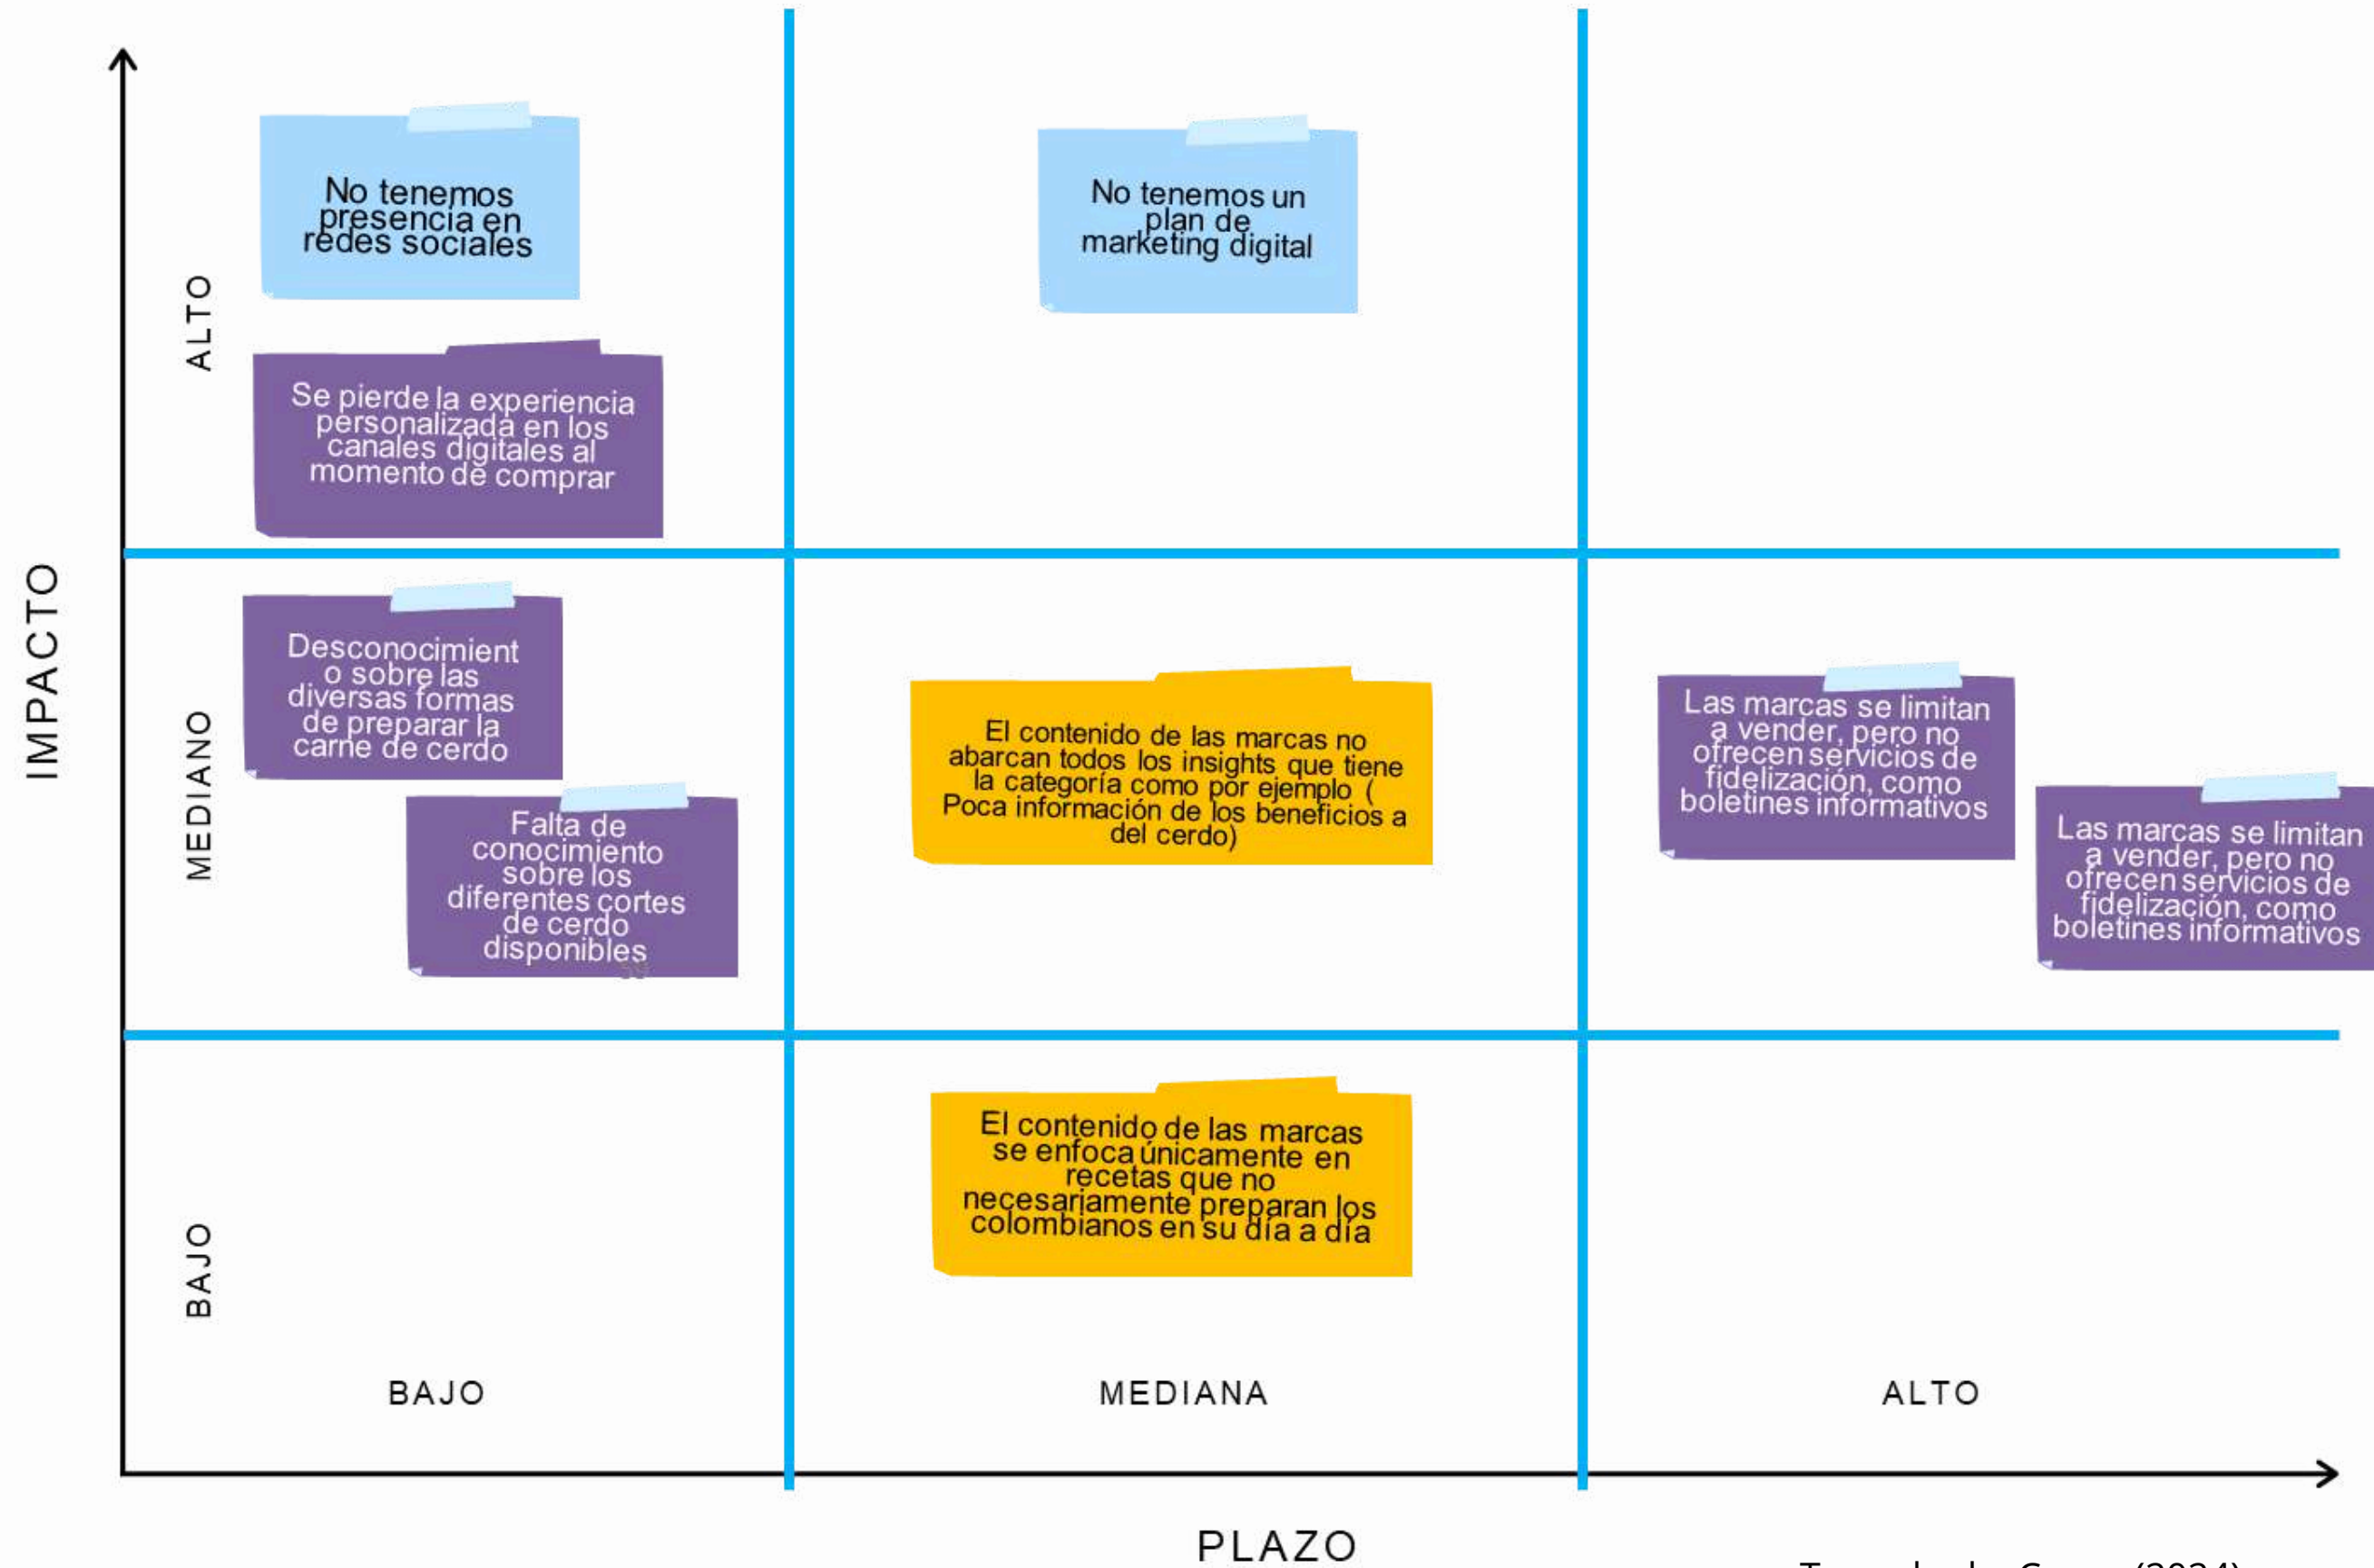 No tenemos
presencia en
redes sociales
No tenemos un
plan de
marketing digital
ALTO
Se pierde la experiencia
personalizada en los
canales digitales al
momento de comprar
IMPACTO
MEDIANO
Desconocimient
o sobre las
diversas formas
de preparar la
carne de cerdo
Falta de
conocimiento
sobre los
diferentes cortes
de cerdo
disponibles
59
El contenido de las marcas no
abarcan todos los insights que tiene
la categoría como por ejemplo (
Poca información de los beneficios a
del cerdo)
Las marcas se limitan
a vender, pero no
ofrecen servicios de
fidelización, como
boletines informativos
Las marcas se limitan
a vender, pero no
ofrecen servicios de
fidelización, como
boletines informativos
El contenido de las marcas
se enfoca únicamente en
recetas que no
necesariamente preparan los
colombianos en su día a día
BAJO
BAJO
MEDIANA
ALTO
PLAZO
(2024)